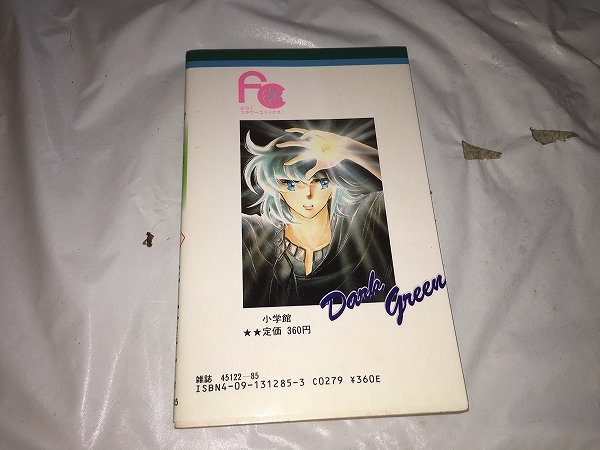 FC
フラワーコミックス
Dark Green
小学館
★★定価 360円
雑誌 45122-85
ISBN4-09-131285-3 C0279 ¥360E